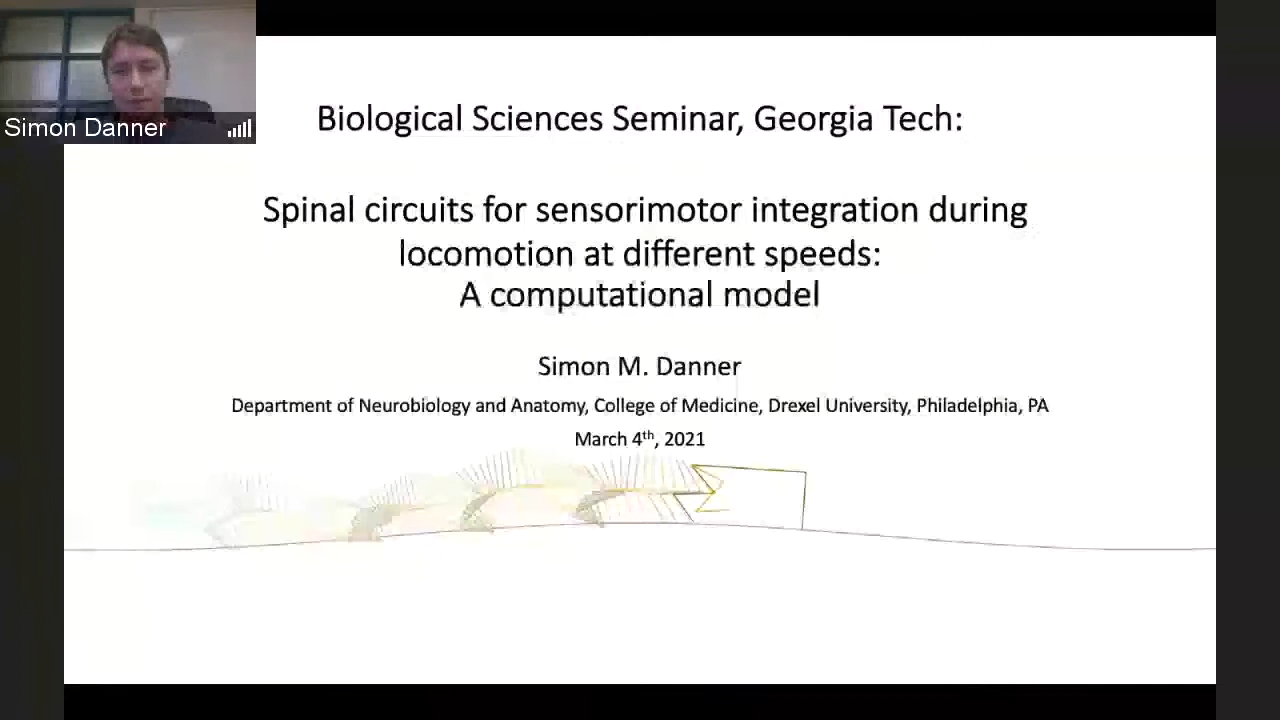 Simon Danner
Biological Sciences Seminar, Georgia Tech:
Spinal circuits for sensorimotor integration during
locomotion at different speeds:
A computational model
Simon M. Danner
Department of Neurobiology and Anatomy, College of Medicine, Drexel University, Philadelphia, PA
March 4th, 2021